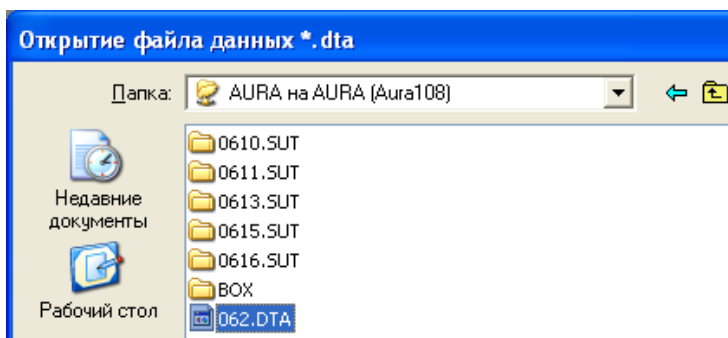 Открытие файла данных *.dta
Папка: AURA на AURA (Aura108)
Недавние
документы
Рабочий стол
0610.SUT
0611.SUT
0613.SUT
0615.SUT
0616.SUT
BOX
062.DTA